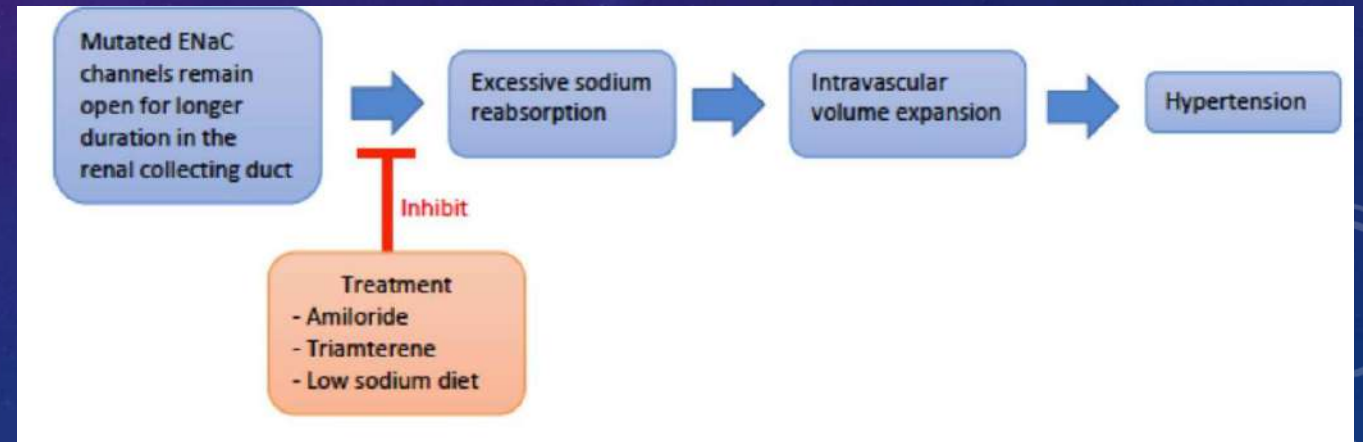 Mutated ENaC
channels remain
open for longer
duration in the
renal collecting duct
Excessive sodium
reabsorption
Intravascular
volume expansion
Hypertension
Inhibit
Treatment
- Amiloride
- Triamterene
- Low sodium diet